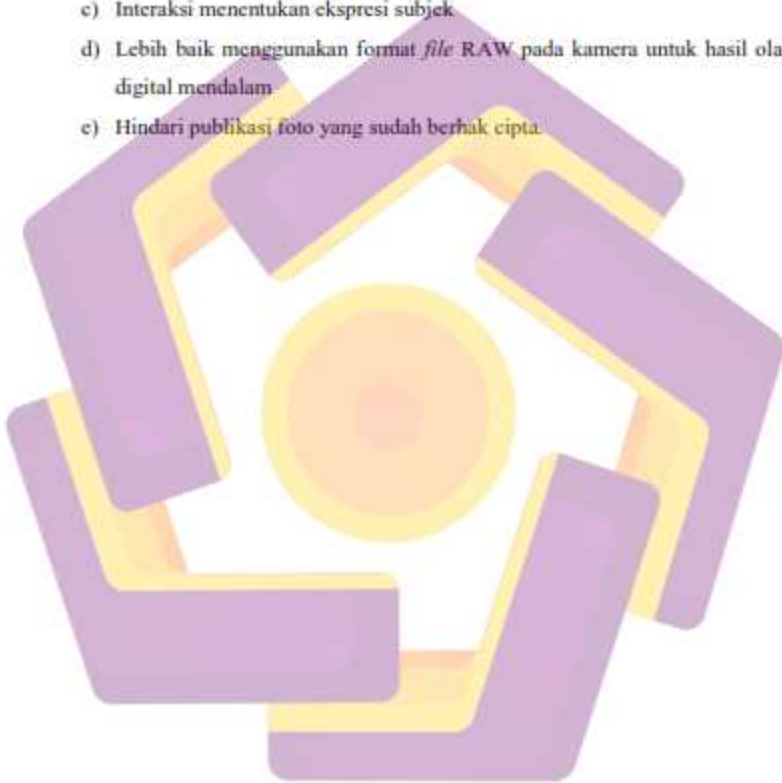 c) Interaksi menentukan ekspresi subjek
d) Lebih baik menggunakan format file RAW pada kamera untuk hasil ola
digital mendalam
e) Hindari publikasi foto yang sudah berhak cipta